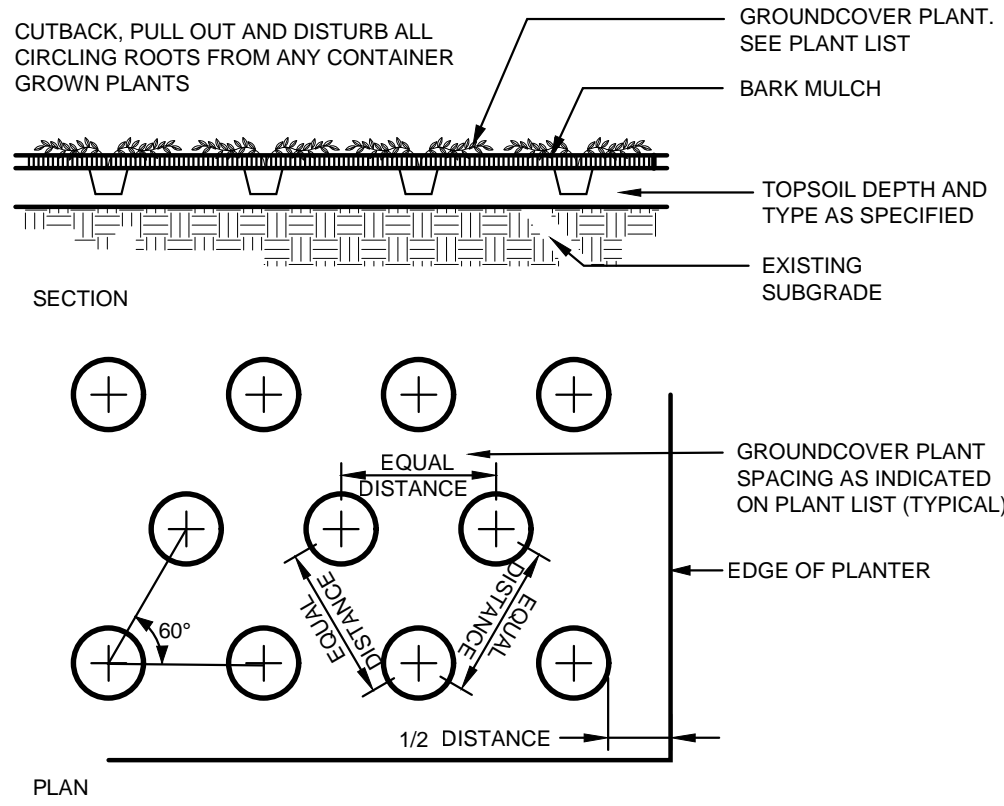 CUTBACK, PULL OUT AND DISTURB ALL
CIRCLING ROOTS FROM ANY CONTAINER
GROWN PLANTS
GROUNDCOVER PLANT.
SEE PLANT LIST
BARK MULCH
TOPSOIL DEPTH AND
TYPE AS SPECIFIED
EXISTING
SUBGRADE
SECTION
EQUAL
DISTANCE
GROUNDCOVER PLANT
SPACING AS INDICATED
ON PLANT LIST (TYPICAL)
EQUAL
DISTANCE
DISTANCE
EQUAL
EDGE OF PLANTER
60°
1/2 DISTANCE
PLAN